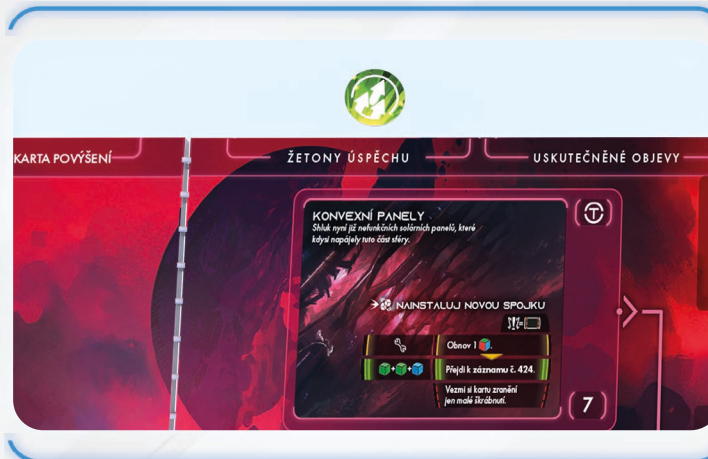 KARTA POVÝŠENÍ
ŽETONY ÚSPĚCHU
USKUTEČNĚNÉ OBJEVY
KONVEXNÍ PANELY
Shluk nyní již nefunkčních solárních panelů, které
kdysi napájely tuto část sféry.
T
NAINSTALUJ NOVOU SPOJKU
Obnov 1 .
+ +
Přejdi k záznamu č. 424.
Vezmi si kartu zranění
jen malé škrábnutí.
7